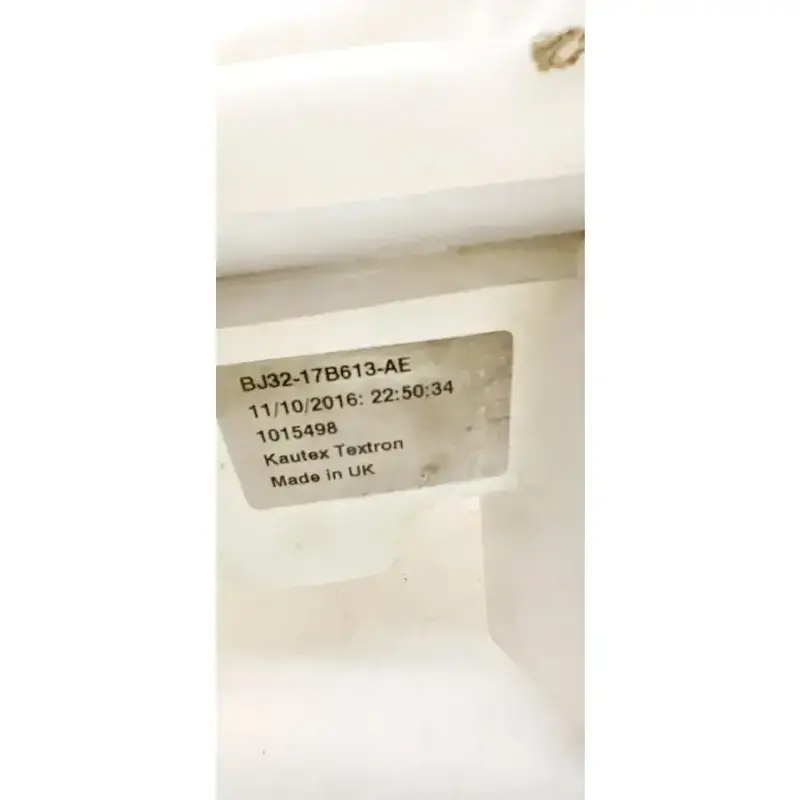 BJ32-17B613-AE
11/10/2016: 22:50:34
1015498
Kautex Textron
Made in UK